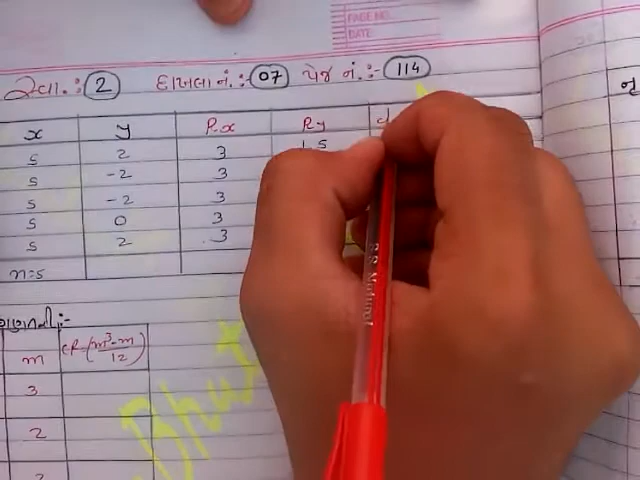 PAGE NO.
DATE
સ્વા.:- 2 દાખલા નં.:- 07 પેજ નં.:- 114
x y Rx Ry d
5 2 3 1.5
5 -2 3
5 -2 3
5 0 3
5 2 3
n=5
m CF=(m³-m/12)
3
2